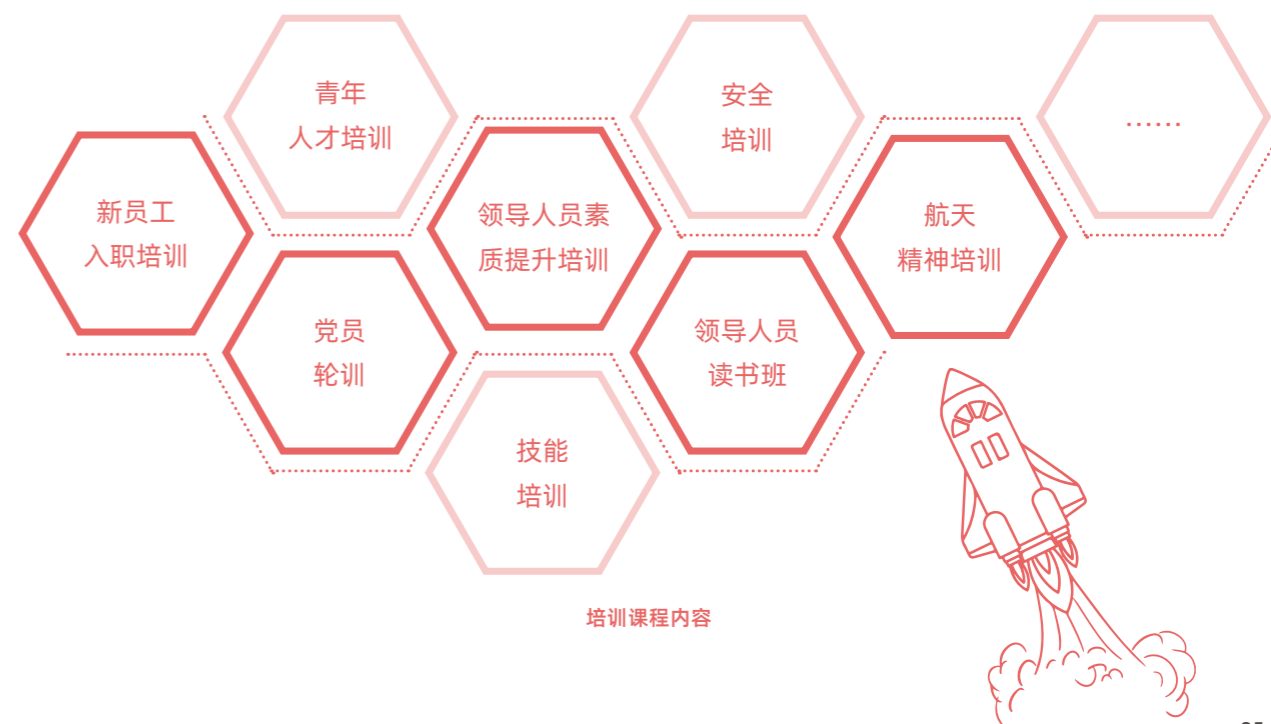 青年
人才培训
安全
培训
……
新员工
入职培训
领导人员素
质提升培训
航天
精神培训
党员
轮训
领导人员
读书班
技能
培训
培训课程内容